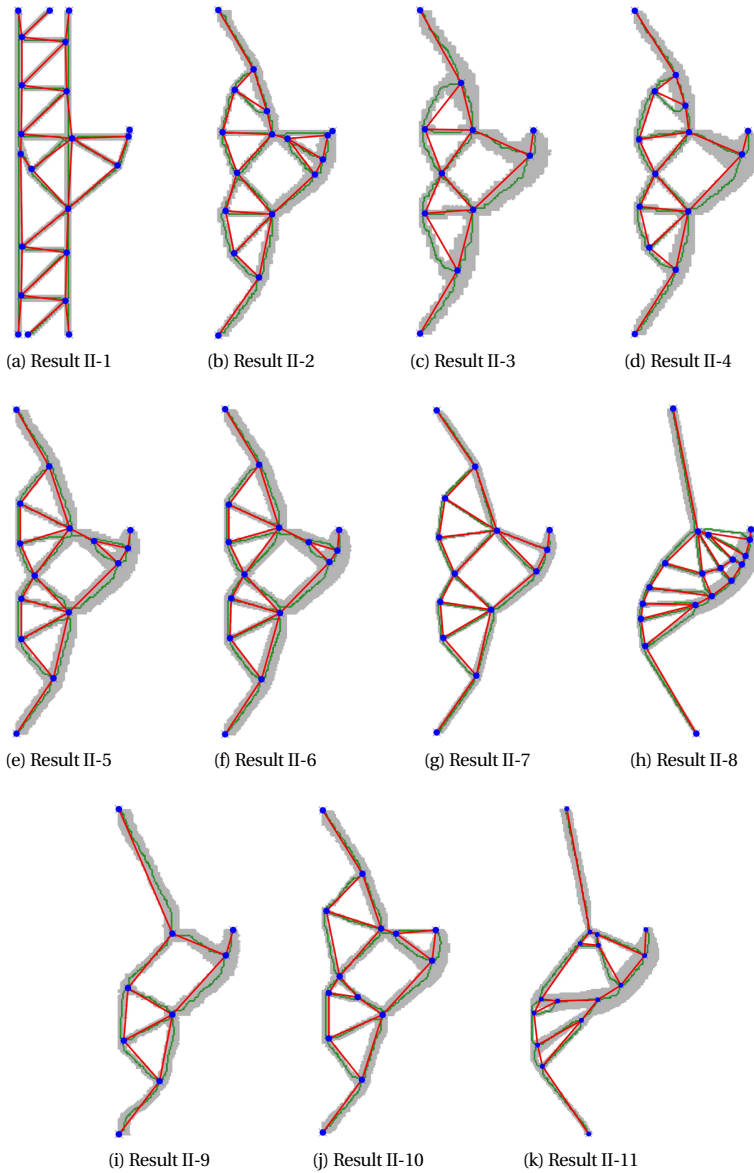 (a) Result II-1
(b) Result II-2
(c) Result II-3
(d) Result II-4
(e) Result II-5
(f) Result II-6
(g) Result II-7
(h) Result II-8
(i) Result II-9
(j) Result II-10
(k) Result II-11